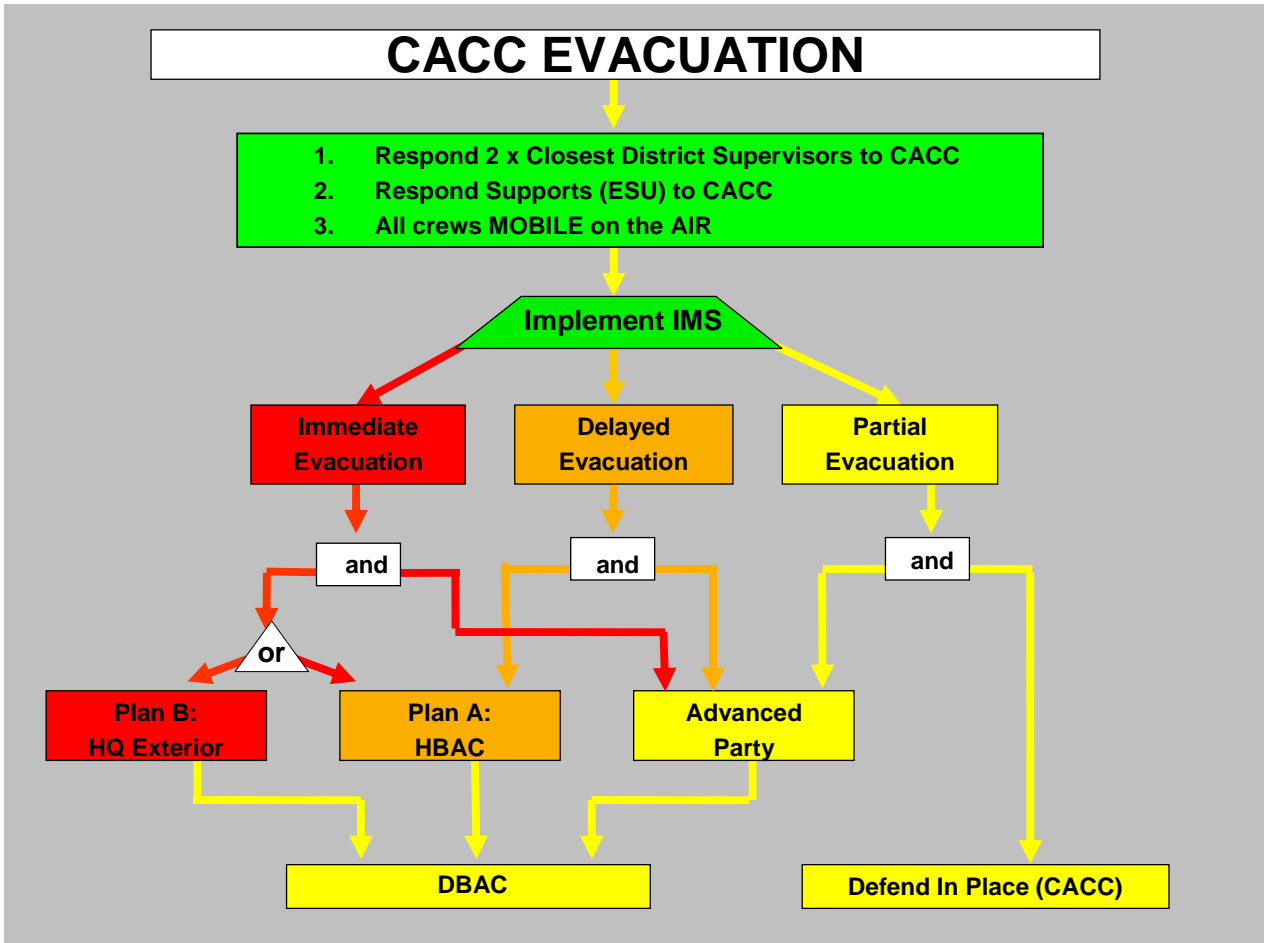 CACC EVACUATION
1. Respond 2 x Closest District Supervisors to CACC
2. Respond Supports (ESU) to CACC
3. All crews MOBILE on the AIR
Implement IMS
Immediate
Evacuation
Delayed
Evacuation
Partial
Evacuation
and
and
and
or
Plan B:
HQ Exterior
Plan A:
HBAC
Advanced
Party
DBAC
Defend In Place (CACC)